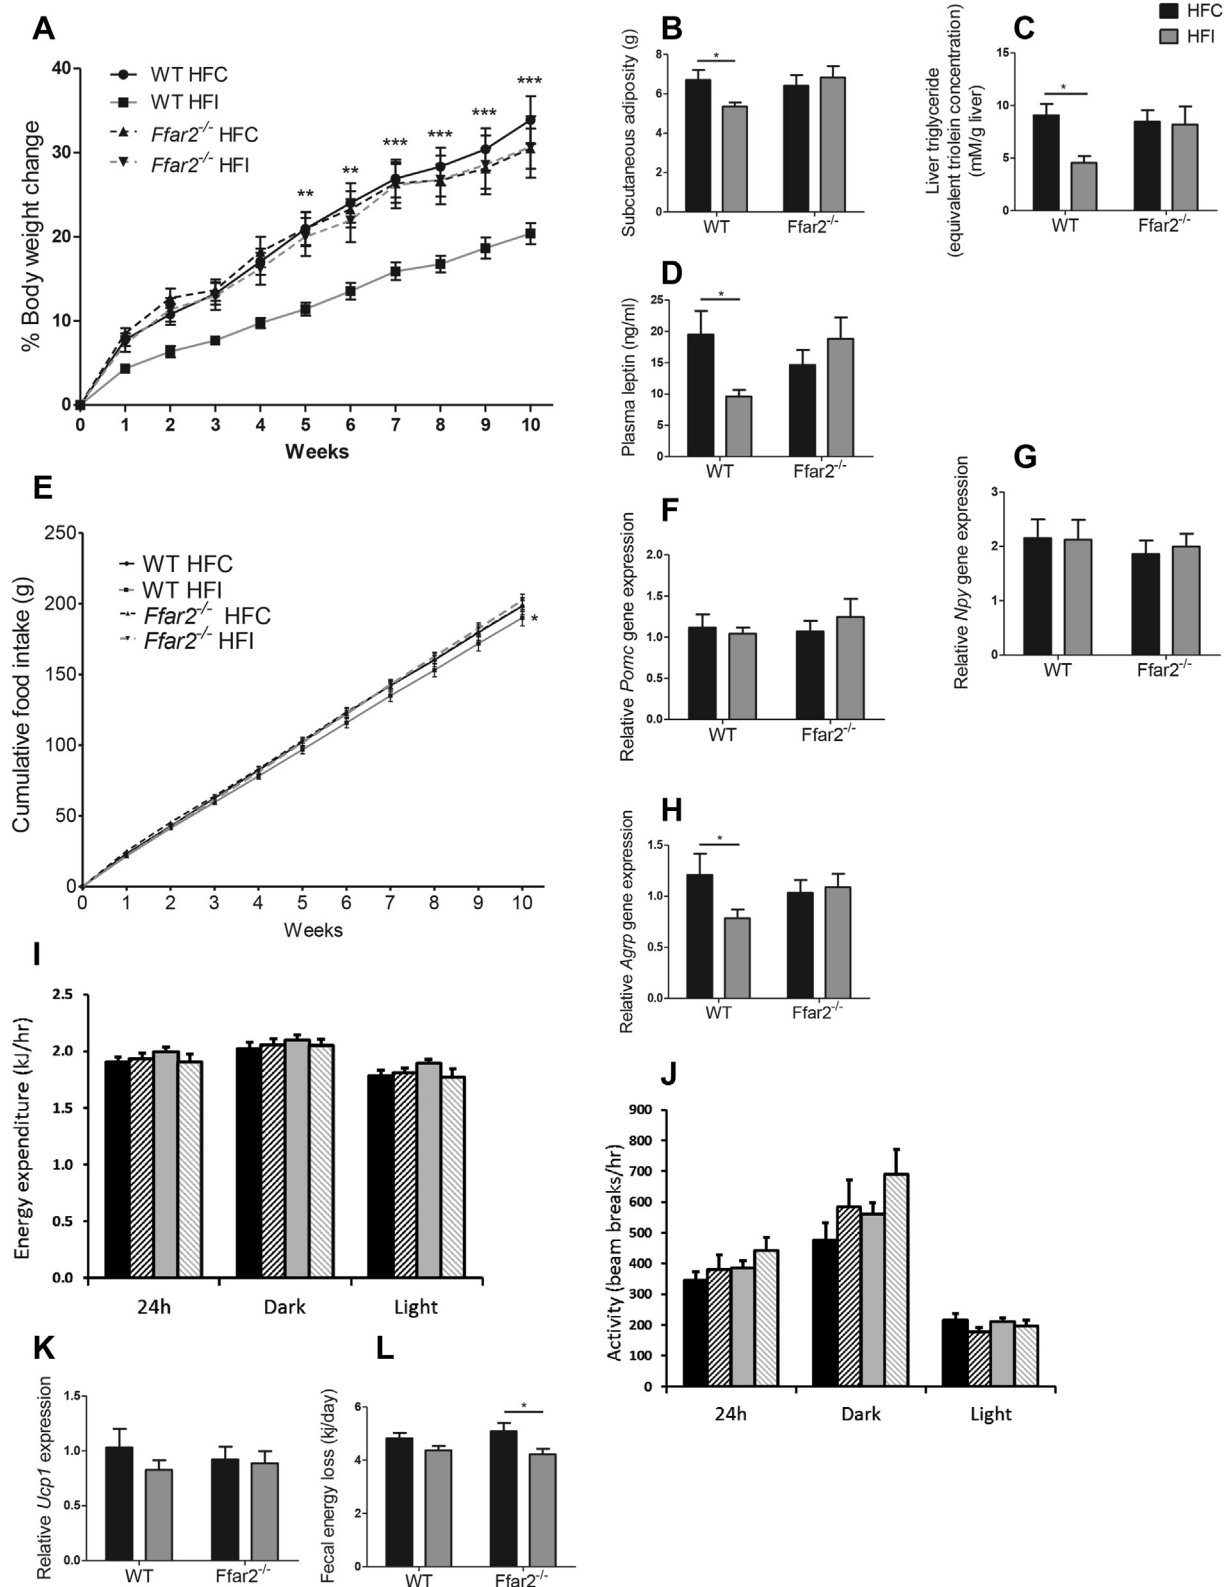 A
40
30
20
10
0
% Body weight change
WT HFC
WT HFI
Ffar2-/- HFC
Ffar2-/- HFI
** ** *** *** *** ***
0 1 2 3 4 5 6 7 8 9 10
Weeks
B
Subcutaneous adiposity (g)
8
6
4
2
0
*
WT Ffar2-/-
C
HFC
HFI
Liver triglyceride
(equivalent triolein concentration)
(mM/g liver)
15
10
5
0
*
WT Ffar2-/-
D
Plasma leptin (ng/ml)
25
20
15
10
5
0
*
WT Ffar2-/-
E
Cumulative food intake (g)
250
200
150
100
50
0
WT HFC
WT HFI
Ffar2-/- HFC
Ffar2-/- HFI
*
0 1 2 3 4 5 6 7 8 9 10
Weeks
F
Relative Pomc gene expression
2.0
1.5
1.0
0.5
0.0
WT Ffar2-/-
G
Relative Npy gene expression
3
2
1
0
WT Ffar2-/-
H
Relative Agrp gene expression
1.5
1.0
0.5
0.0
*
WT Ffar2-/-
I
Energy expenditure (kJ/hr)
2.5
2.0
1.5
1.0
0.5
0.0
24h Dark Light
J
Activity (beam breaks/hr)
900
800
700
600
500
400
300
200
100
0
24h Dark Light
K
Relative Ucp1 expression
1.5
1.0
0.5
0.0
WT Ffar2-/-
L
Fecal energy loss (kj/day)
6
4
2
0
*
WT Ffar2-/-